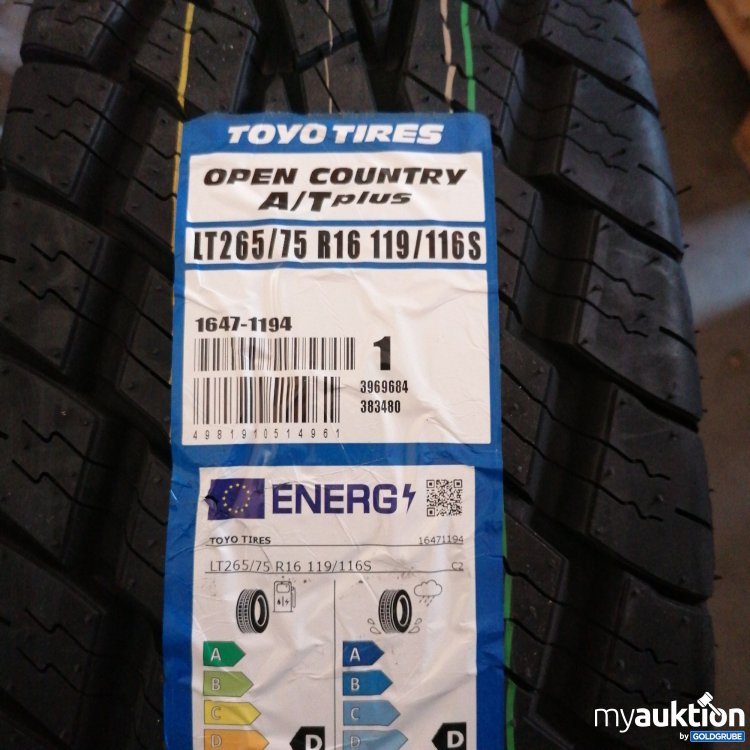 TOYO TIRES
OPEN COUNTRY
A/T plus
LT265/75 R16 119/116S
1647-1194
1
3969684
383480
4981910514961
ENERG
TOYO TIRES 16471194
LT265/75 R16 119/116S C2
A A
B B
C C
D D D D
myauktion
by GOLDGRUBE